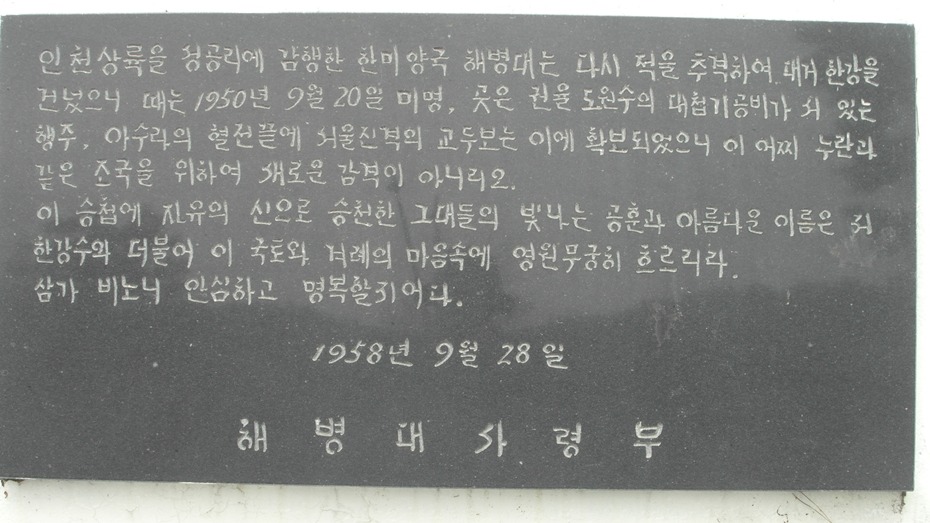 인천상륙을 성공리에 감행한 한미양국 해병대는 다시 적을 추격하여 대거 한강을
건넜으니 때는 1950년 9월 20일 미명, 곳은 권율 도원수의 대첩기공비가 서 있는
행주, 아수라의 혈전끝에 서울진격의 교두보는 이에 확보되었으니 이 어찌 누란과
같은 조국을 위하여 새로운 감격이 아니리오.
이 승첩에 자유의 신으로 승천한 그대들의 빛나는 공훈과 아름다운 이름은 저
한강수와 더불어 이 국토와 겨레의 마음속에 영원무궁히 흐르리라.
삼가 비노니 안심하고 명복할지어다.
1958년 9월 28일
해병대사령부